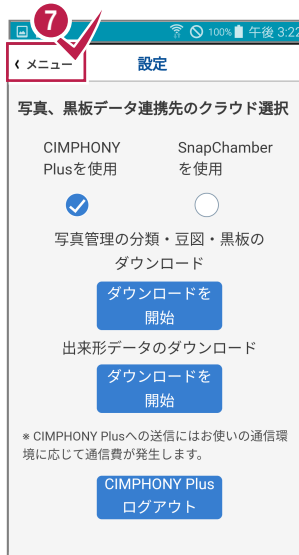 7
100% 午後 3:22
‹ メニュー 設定
写真、黒板データ連携先のクラウド選択
CIMPHONY SnapChamber
Plusを使用 を使用
写真管理の分類・豆図・黒板の
ダウンロード
ダウンロードを
開始
出来形データのダウンロード
ダウンロードを
開始
※ CIMPHONY Plusへの送信にはお使いの通信環
境に応じて通信費が発生します。
CIMPHONY Plus
ログアウト